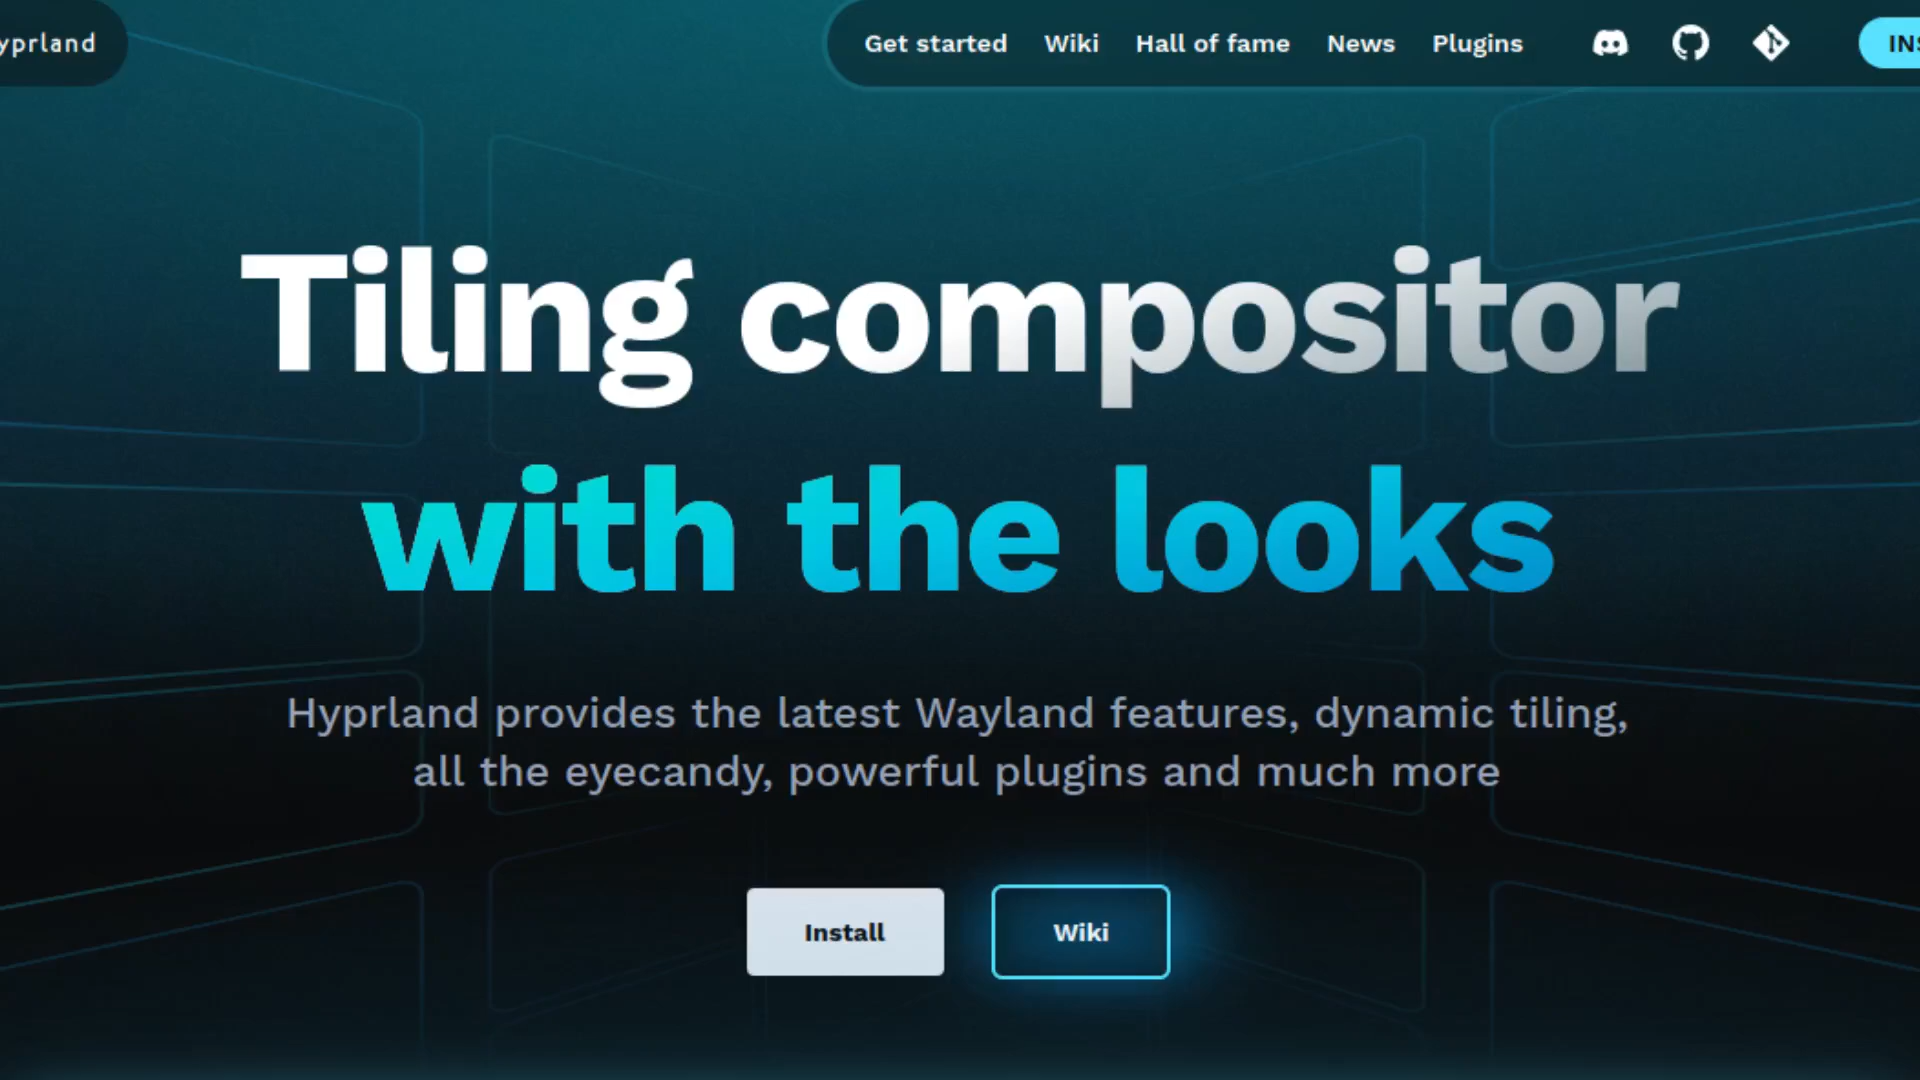 yprland
Get started Wiki Hall of fame News Plugins
Tiling compositor
with the looks
Hyprland provides the latest Wayland features, dynamic tiling,
all the eyecandy, powerful plugins and much more
Install Wiki